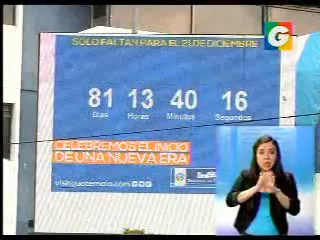 SOLO FALTAN PARA EL 21 DE DICIEMBRE
81 13 40 16
Días Horas Minutos Segundos
CELEBREMOS EL INICIO
DE UNA NUEVA ERA
visitguatemala.com
G